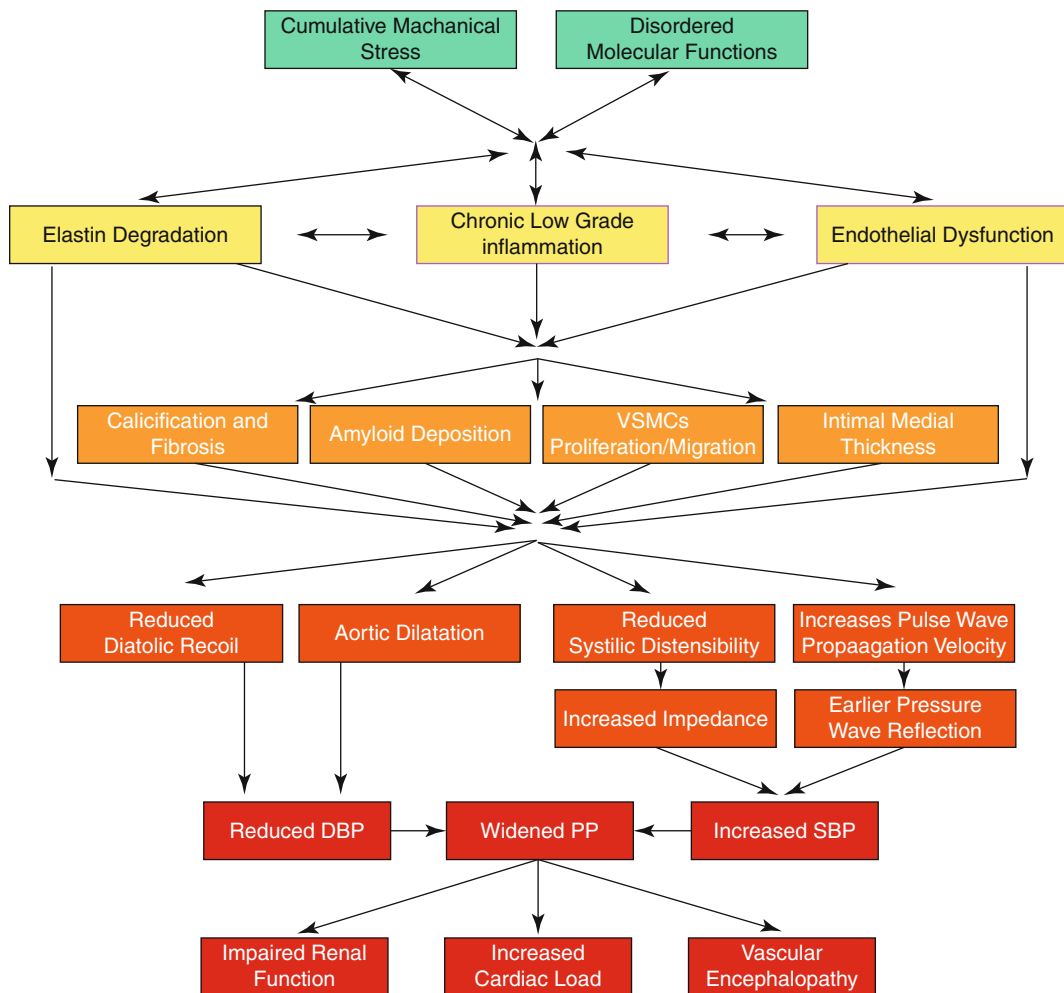 Cumulative Machanical
Stress
Disordered
Molecular Functions
Elastin Degradation
Chronic Low Grade
inflammation
Endothelial Dysfunction
Calicification and
Fibrosis
Amyloid Deposition
VSMCs
Proliferation/Migration
Intimal Medial
Thickness
Reduced
Diatolic Recoil
Aortic Dilatation
Reduced
Systilic Distensibility
Increases Pulse Wave
Propaagation Velocity
Increased Impedance
Earlier Pressure
Wave Reflection
Reduced DBP
Widened PP
Increased SBP
Impaired Renal
Function
Increased
Cardiac Load
Vascular
Encephalopathy